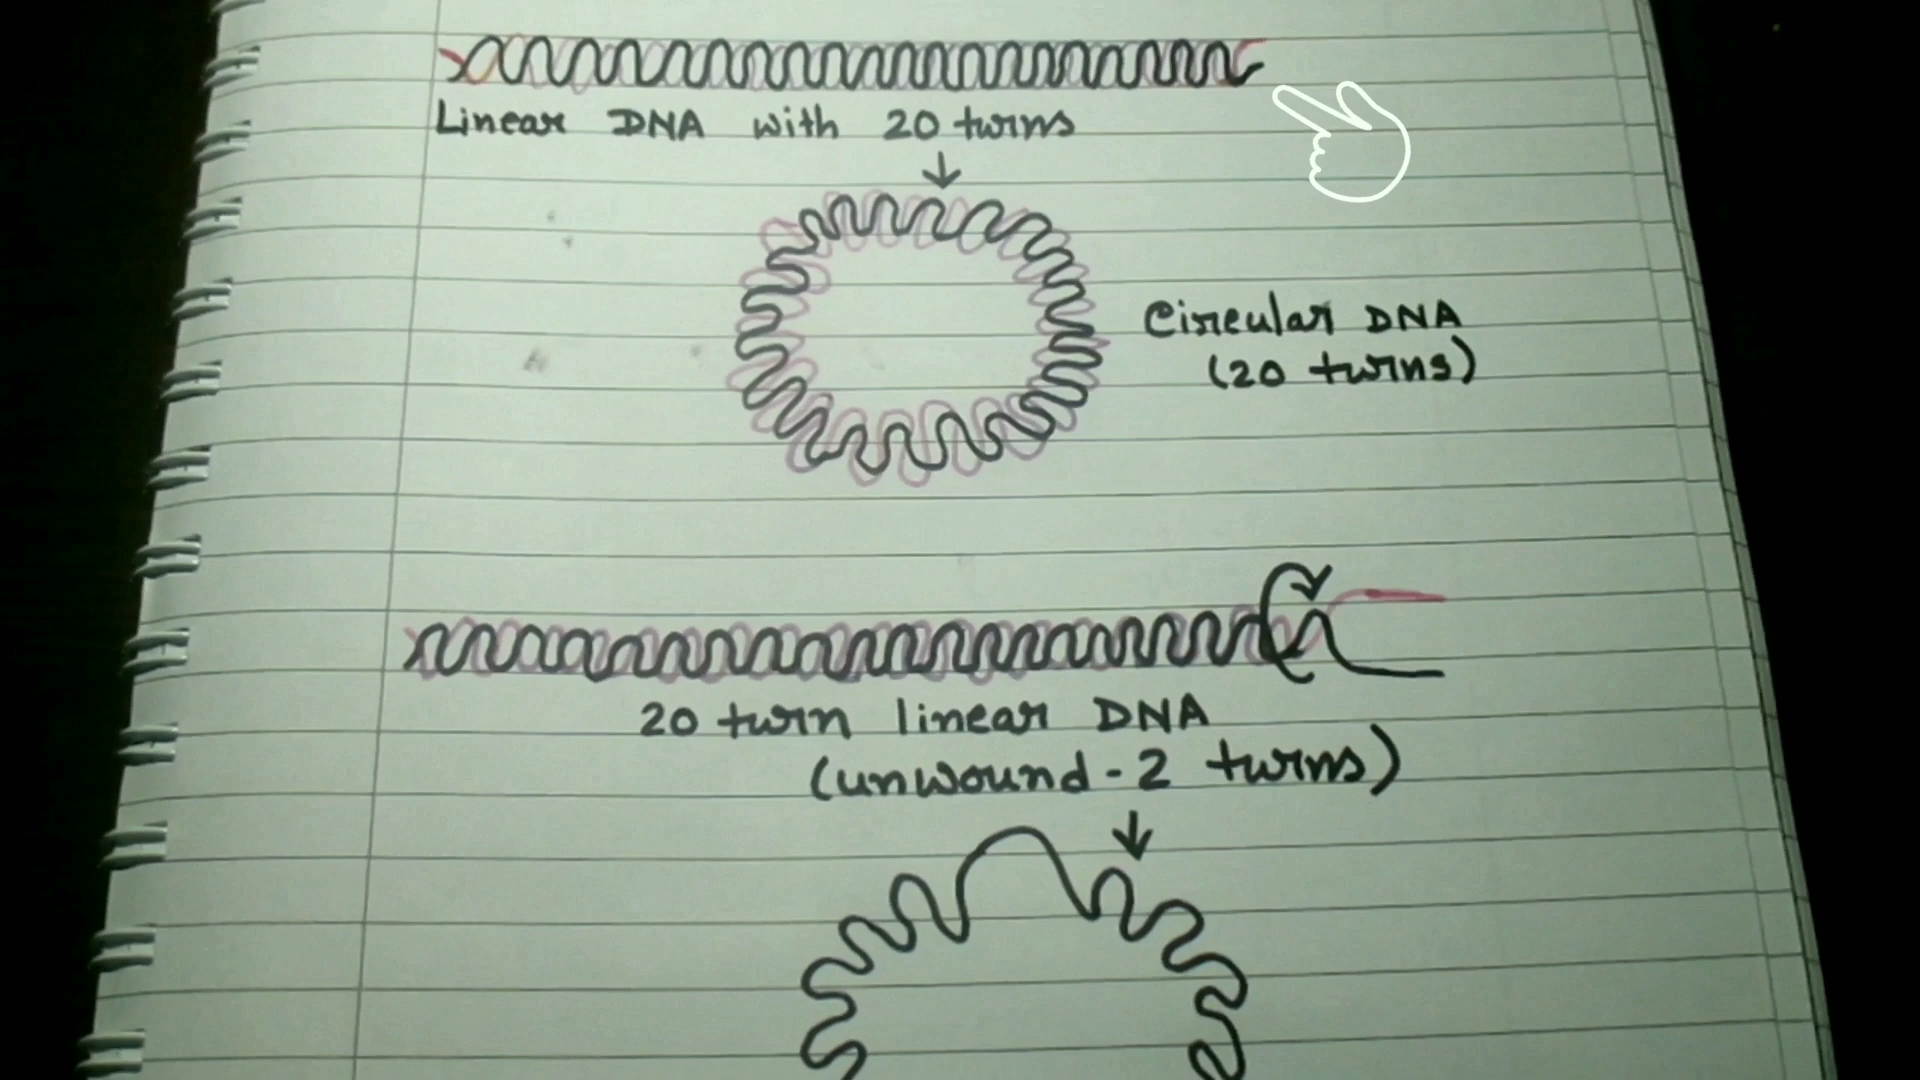 Linear DNA with 20 turns
Circular DNA
(20 turns)
20 turn linear DNA
(unwound-2 turns)